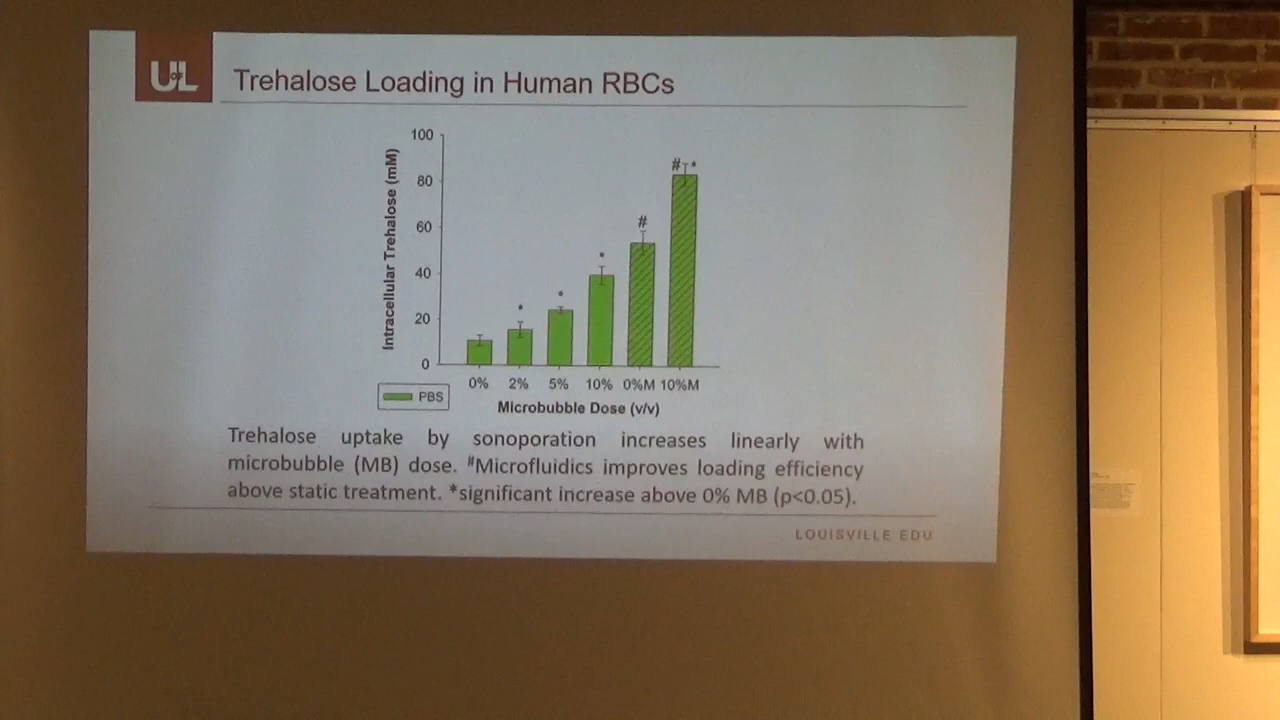 UofL
Trehalose Loading in Human RBCs
100
80
60
40
20
0
Intracellular Trehalose (mM)
*
*
*
#
# *
0% 2% 5% 10% 0%M 10%M
Microbubble Dose (v/v)
PBS
Trehalose uptake by sonoporation increases linearly with
microbubble (MB) dose. #Microfluidics improves loading efficiency
above static treatment. *significant increase above 0% MB (p<0.05).
LOUISVILLE EDU